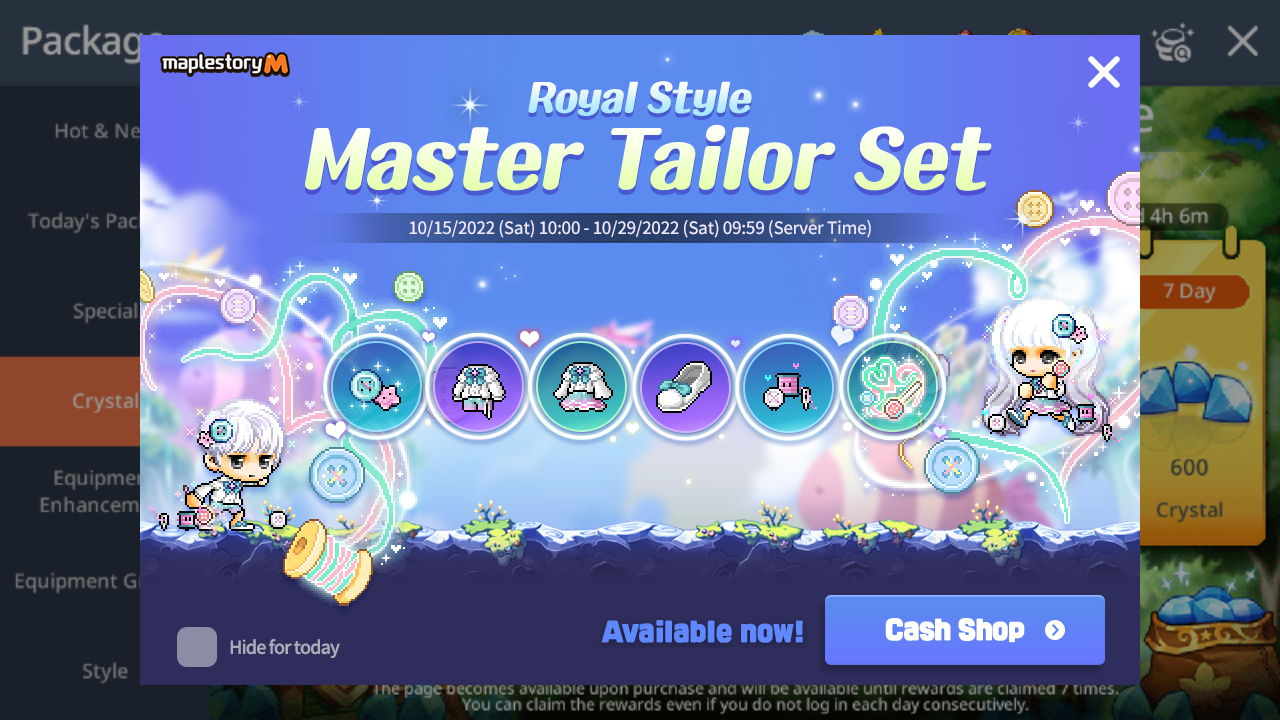 Packag
maplestory M
Royal Style
Master Tailor Set
10/15/2022 (Sat) 10:00 - 10/29/2022 (Sat) 09:59 (Server Time)
Hot & Ne
Today's Pac
Special
Crystal
Equipmen
Enhancem
Equipment G
Style
4h 6m
7 Day
600
Crystal
Hide for today
Available now!
Cash Shop
The page becomes available upon purchase and will be available until rewards are claimed 7 times.
You can claim the rewards even if you do not log in each day consecutively.